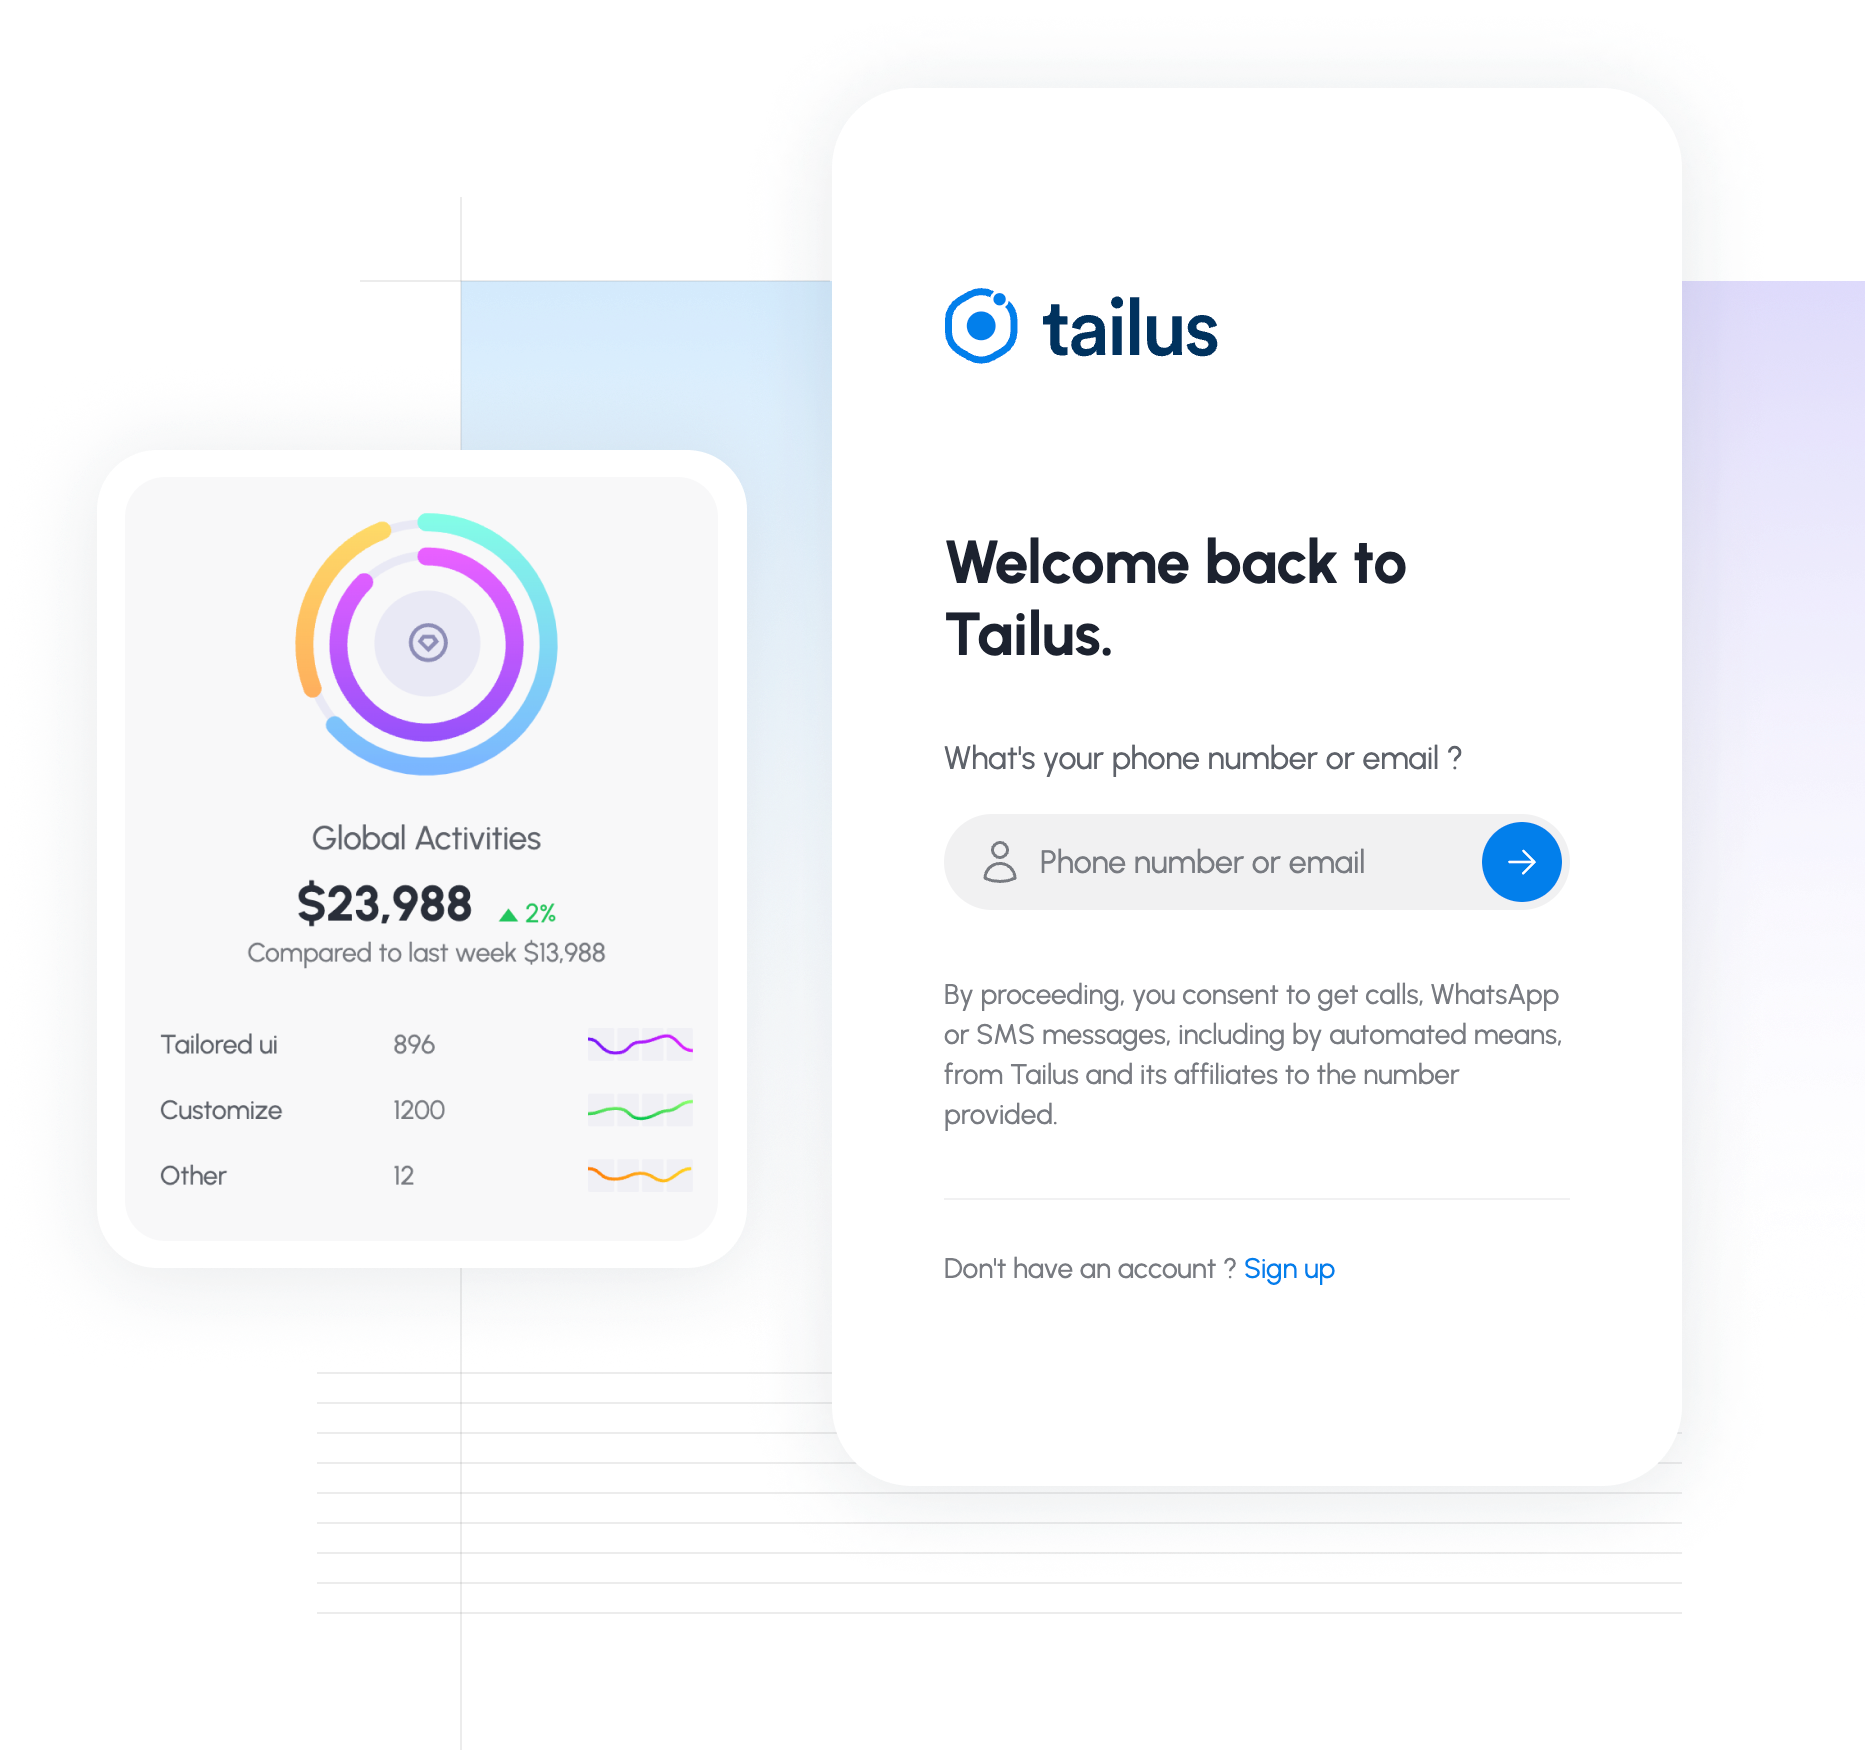 tailus
Welcome back to
Tailus.
What's your phone number or email ?
Phone number or email
By proceeding, you consent to get calls, WhatsApp
or SMS messages, including by automated means,
from Tailus and its affiliates to the number
provided.
Don't have an account ? Sign up
Global Activities
$23,988 ▲ 2%
Compared to last week $13,988
Tailored ui 896
Customize 1200
Other 12